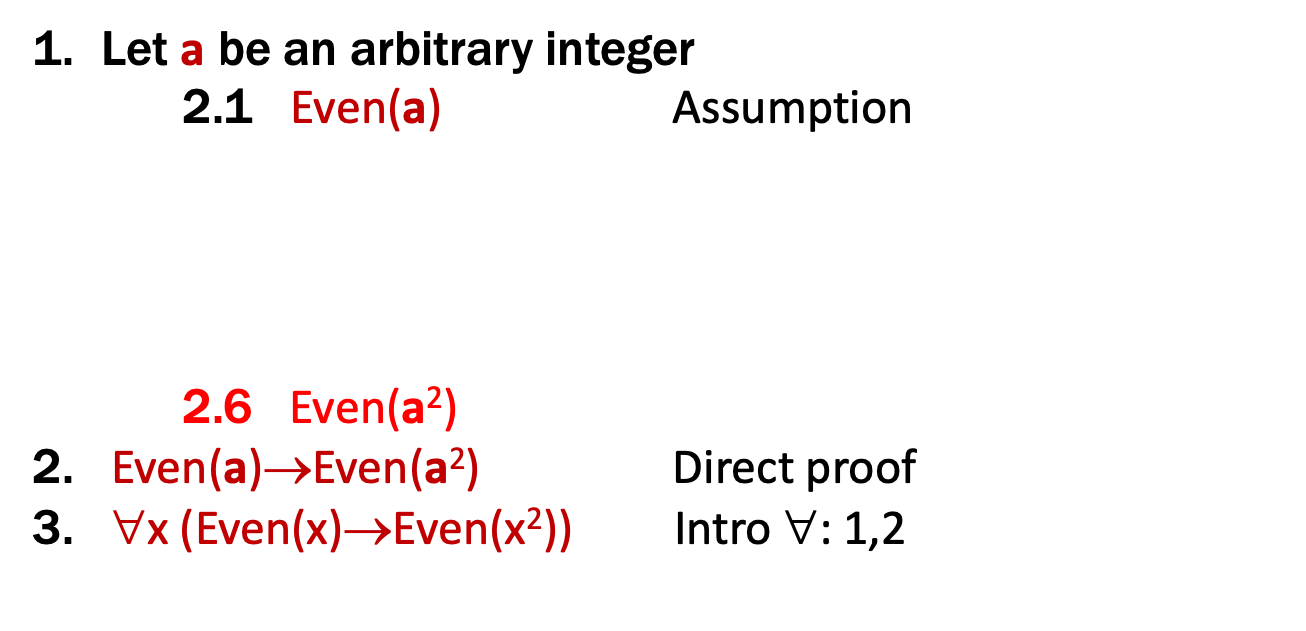 1. Let a be an arbitrary integer
2.1 Even(a) Assumption
2.6 Even(a²)
2. Even(a)→Even(a²) Direct proof
3. ∀x (Even(x)→Even(x²)) Intro ∀: 1,2